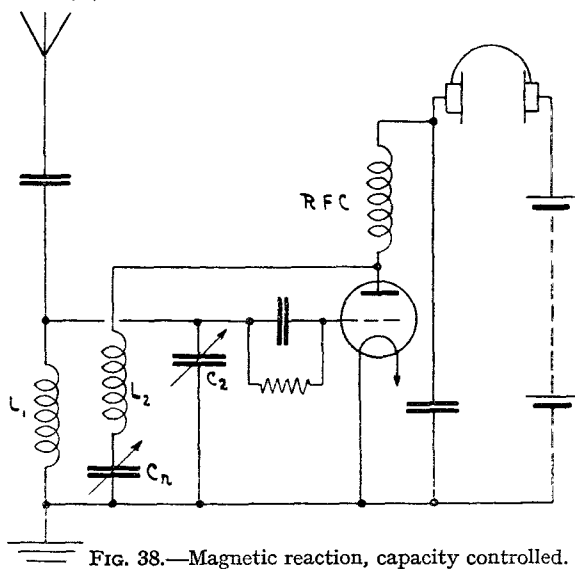 RFC
L₁
L₂
C₂
Cₙ
FIG. 38.—Magnetic reaction, capacity controlled.